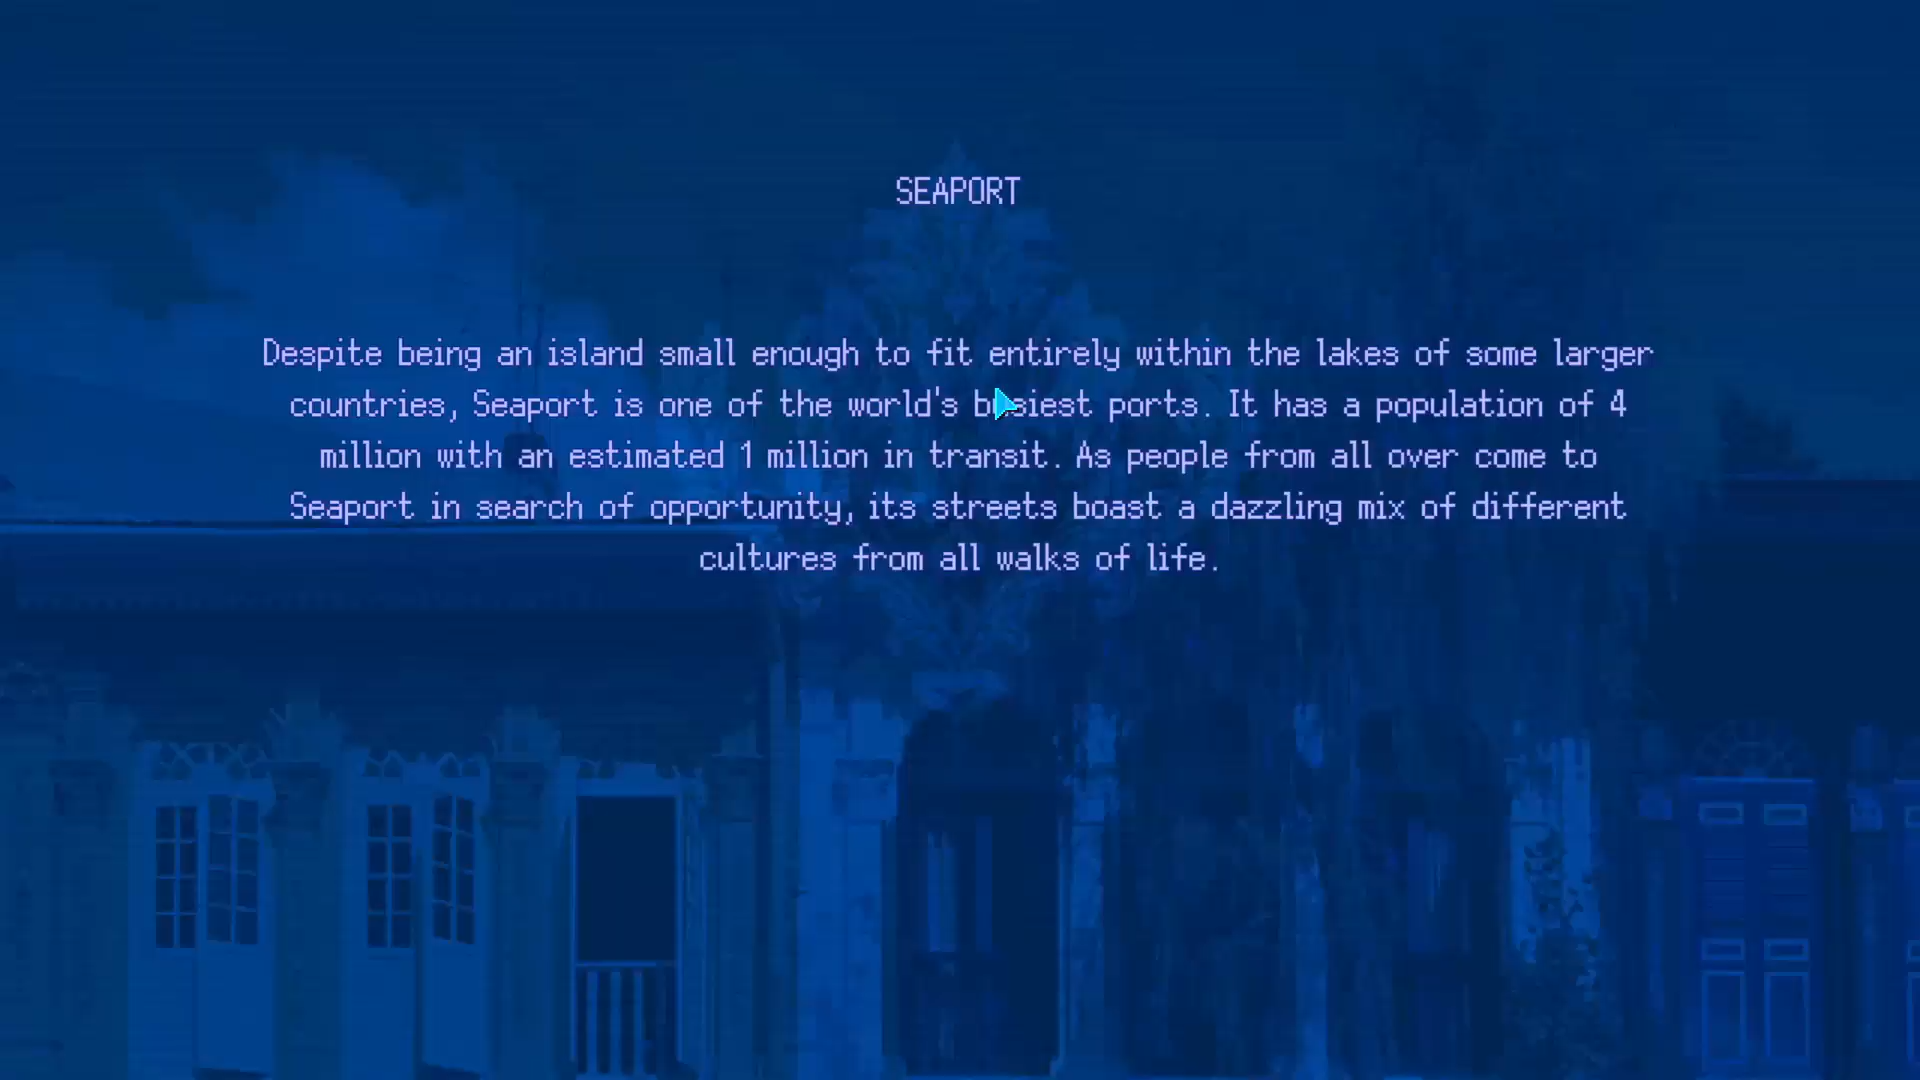 SEAPORT
Despite being an island small enough to fit entirely within the lakes of some larger
countries, Seaport is one of the world's busiest ports. It has a population of 4
million with an estimated 1 million in transit. As people from all over come to
Seaport in search of opportunity, its streets boast a dazzling mix of different
cultures from all walks of life.